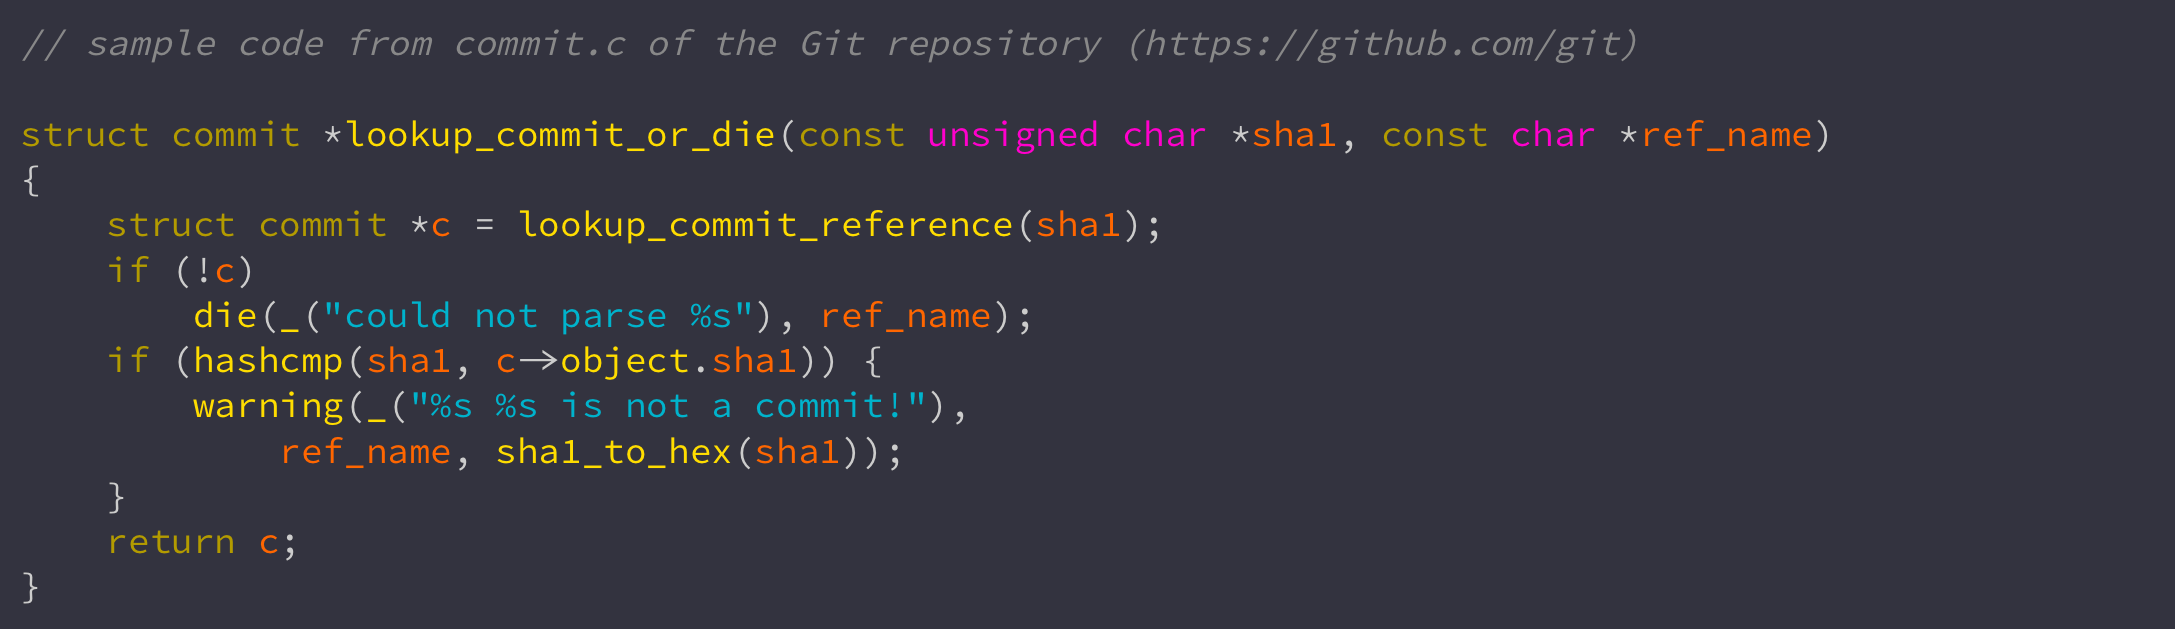 // sample code from commit.c of the Git repository (https://github.com/git)

struct commit *lookup_commit_or_die(const unsigned char *sha1, const char *ref_name)
{
    struct commit *c = lookup_commit_reference(sha1);
    if (!c)
        die(_("could not parse %s"), ref_name);
    if (hashcmp(sha1, c->object.sha1)) {
        warning(_("%s %s is not a commit!"),
            ref_name, sha1_to_hex(sha1));
    }
    return c;
}